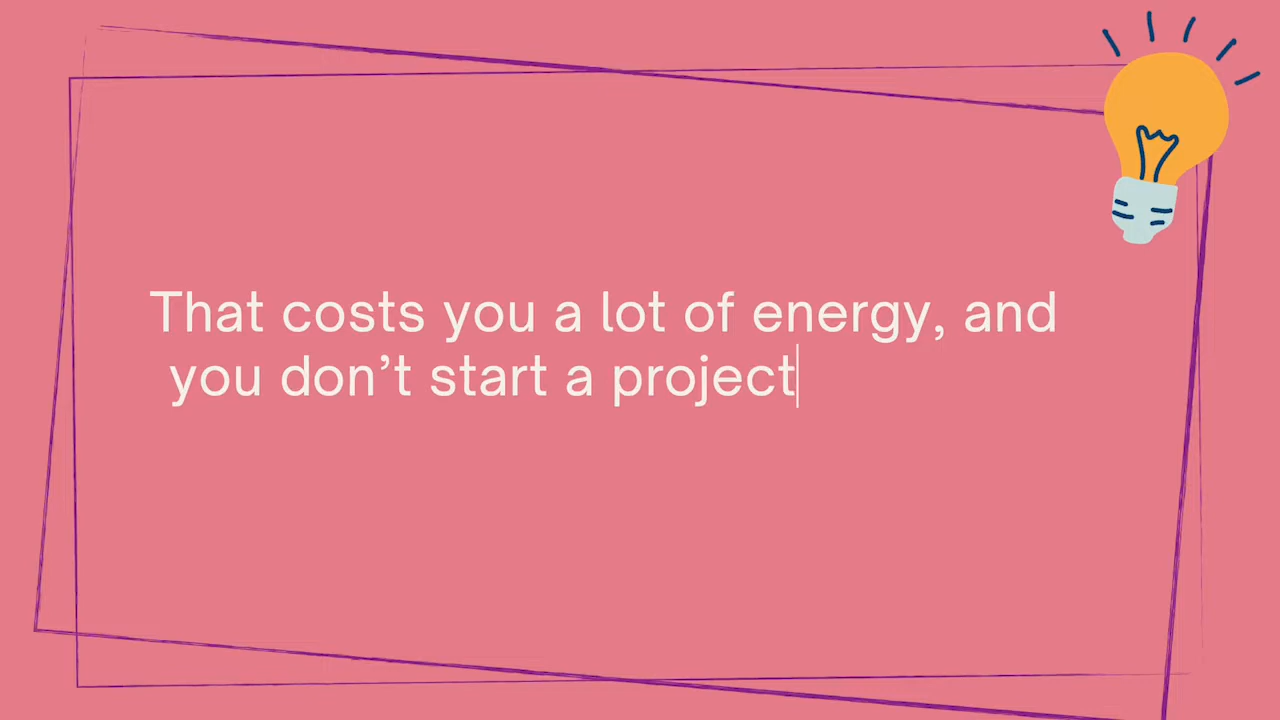 That costs you a lot of energy, and
you don’t start a project